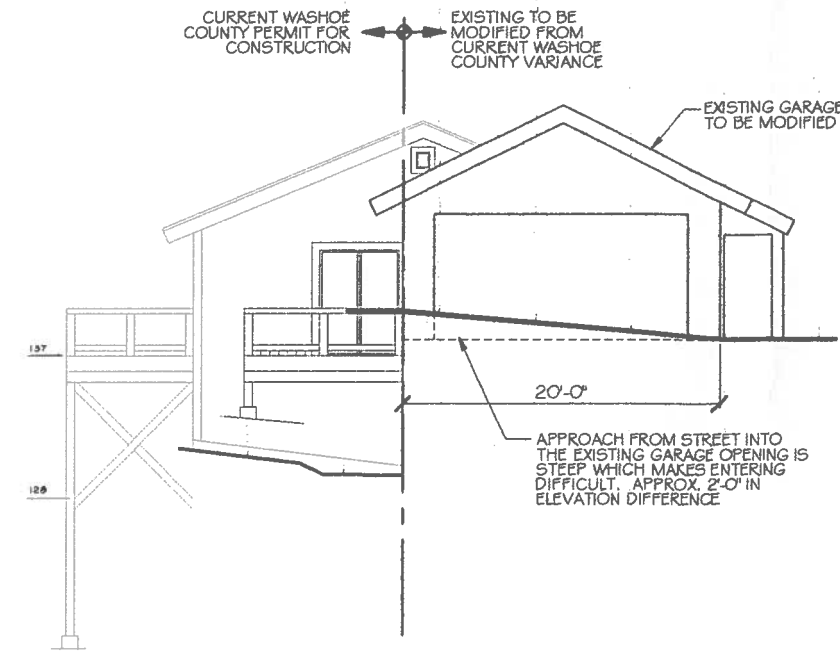 CURRENT WASHOE
COUNTY PERMIT FOR
CONSTRUCTION
EXISTING TO BE
MODIFIED FROM
CURRENT WASHOE
COUNTY VARIANCE
EXISTING GARAGE
TO BE MODIFIED
137
20'-0"
APPROACH FROM STREET INTO
THE EXISTING GARAGE OPENING IS
STEEP WHICH MAKES ENTERING
DIFFICULT. APPROX. 2'-0" IN
ELEVATION DIFFERENCE
128